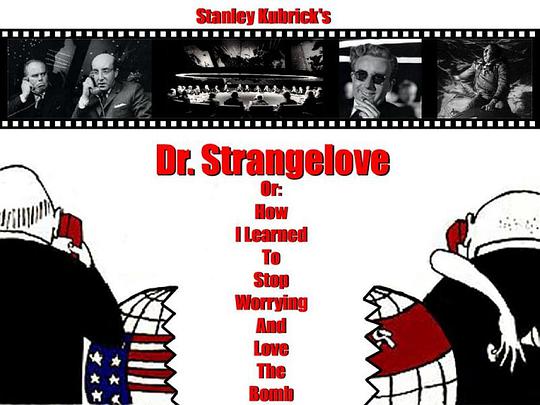 Stanley Kubrick's
Dr. Strangelove
Or:
How
I Learned
To
Stop
Worrying
And
Love
The
Bomb